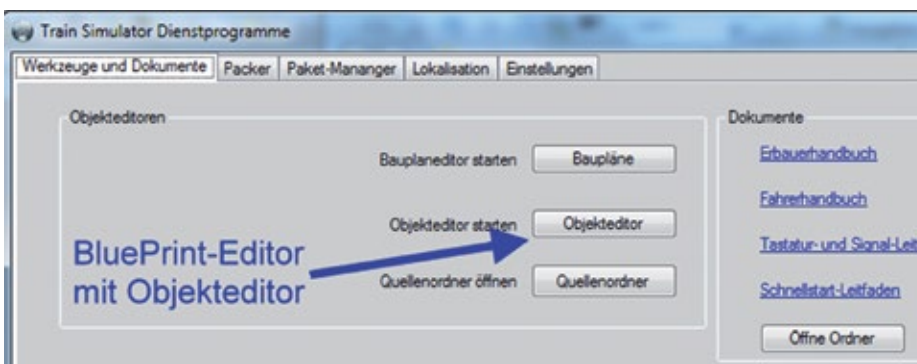 Train Simulator Dienstprogramme
Werkzeuge und Dokumente Packer Paket-Mananger Lokalisation Einstellungen
Objekteditoren
Bauplaneditor starten Baupläne
Objekteditor starten Objekteditor
Quellenordner öffnen Quellenordner
BluePrint-Editor
mit Objekteditor
Dokumente
Erbauerhandbuch
Fahrerhandbuch
Tastatur- und Signal-Leit
Schnellstart-Leitfaden
Öffne Ordner